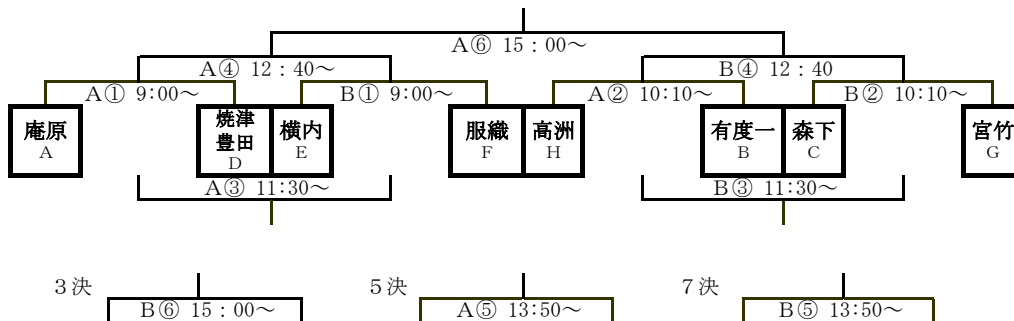 A⑥ 15：00～
A④ 12：40～ B④ 12：40
A① 9:00～ B① 9:00～ A② 10:10～ B② 10:10～
庵原 焼津 横内 服織 高洲 有度一 森下 宮竹
豊田
A D E F H B C G
A③ 11:30～ B③ 11:30～
3決 5決 7決
B⑥ 15：00～ A⑤ 13:50～ B⑤ 13:50～